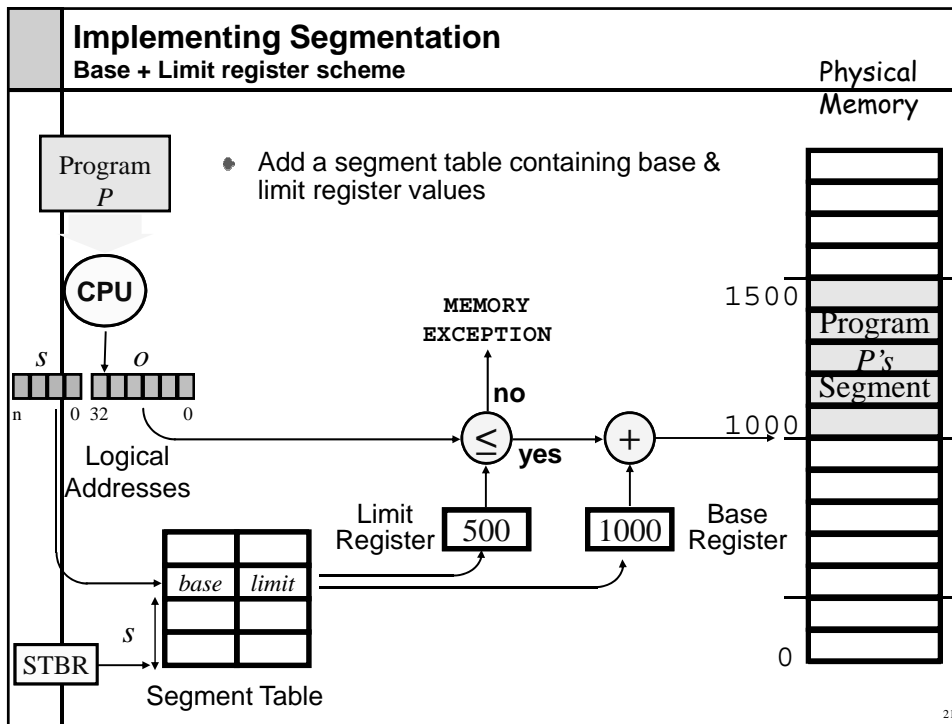 Implementing Segmentation
Base + Limit register scheme
Physical
Memory
Program
P
Add a segment table containing base &
limit register values
CPU
s
o
n
0
32
0
Logical
Addresses
MEMORY
EXCEPTION
no
≤
yes
+
1500
Program
P's
Segment
1000
Limit
Register
500
1000
Base
Register
base
limit
s
STBR
Segment Table
0